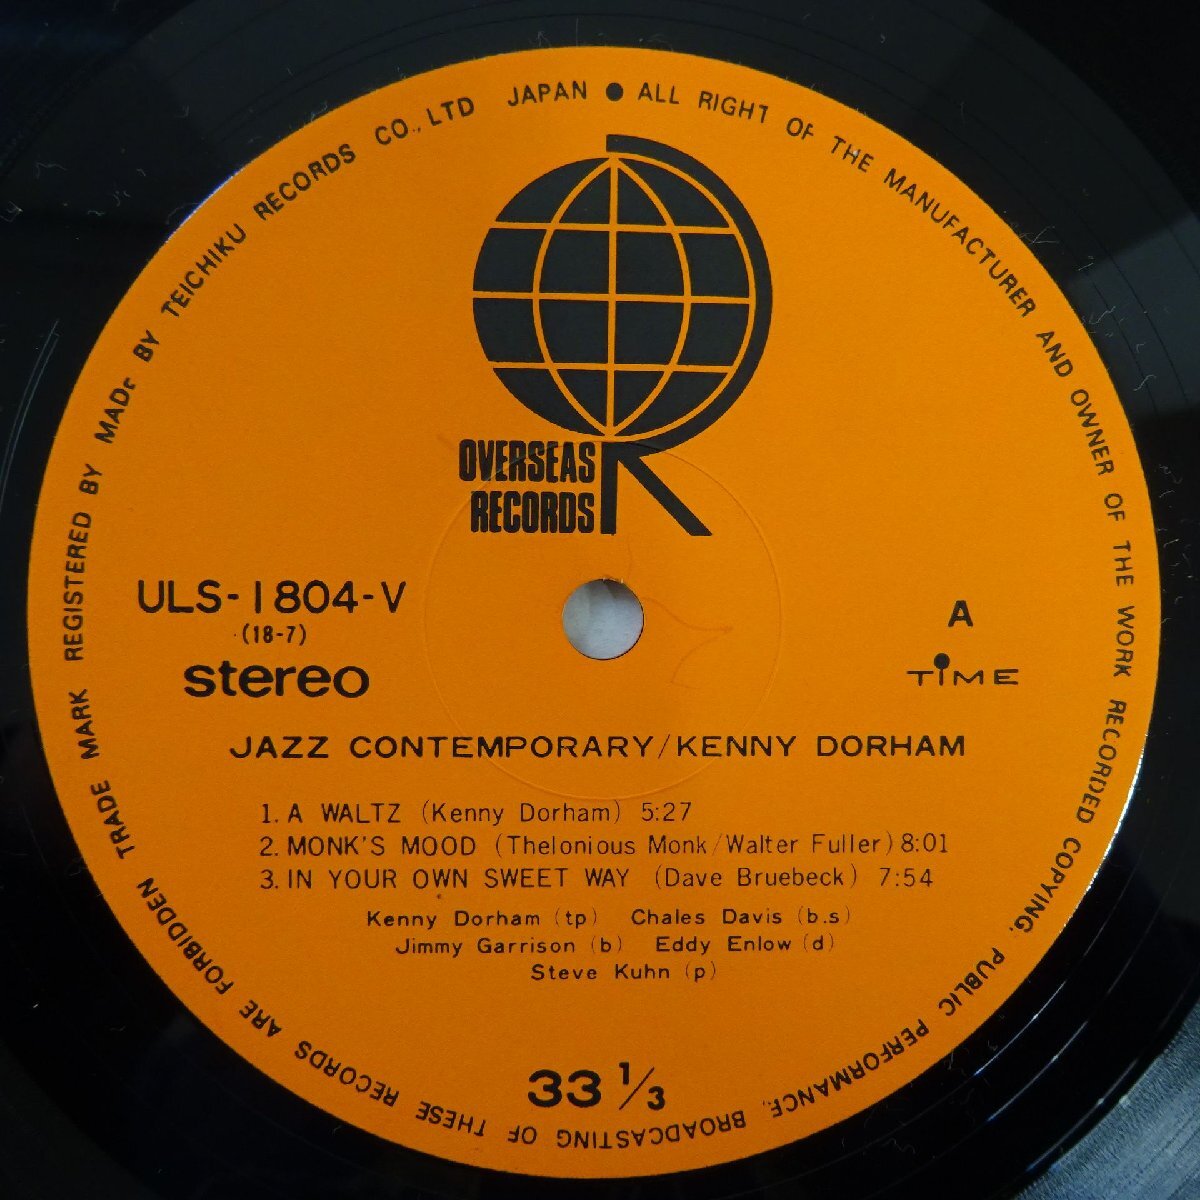 TRADE MARK REGISTERED BY MADE BY TEICHIKU RECORDS CO., LTD JAPAN ● ALL RIGHT OF THE MANUFACTURER AND OWNER OF THE WORK RECORDED COPYING, PUBLIC PERFORMANCE, BROADCASTING OF THESE RECORDS ARE FORBIDDEN
OVERSEAS
RECORDS
R
ULS-1804-V
(18-7)
stereo
A
TIME
JAZZ CONTEMPORARY/KENNY DORHAM
1. A WALTZ (Kenny Dorham) 5:27
2. MONK'S MOOD (Thelonious Monk/Walter Fuller) 8:01
3. IN YOUR OWN SWEET WAY (Dave Bruebeck) 7:54
Kenny Dorham (tp) Chales Davis (b.s)
Jimmy Garrison (b) Eddy Enlow (d)
Steve Kuhn (p)
33 1/3